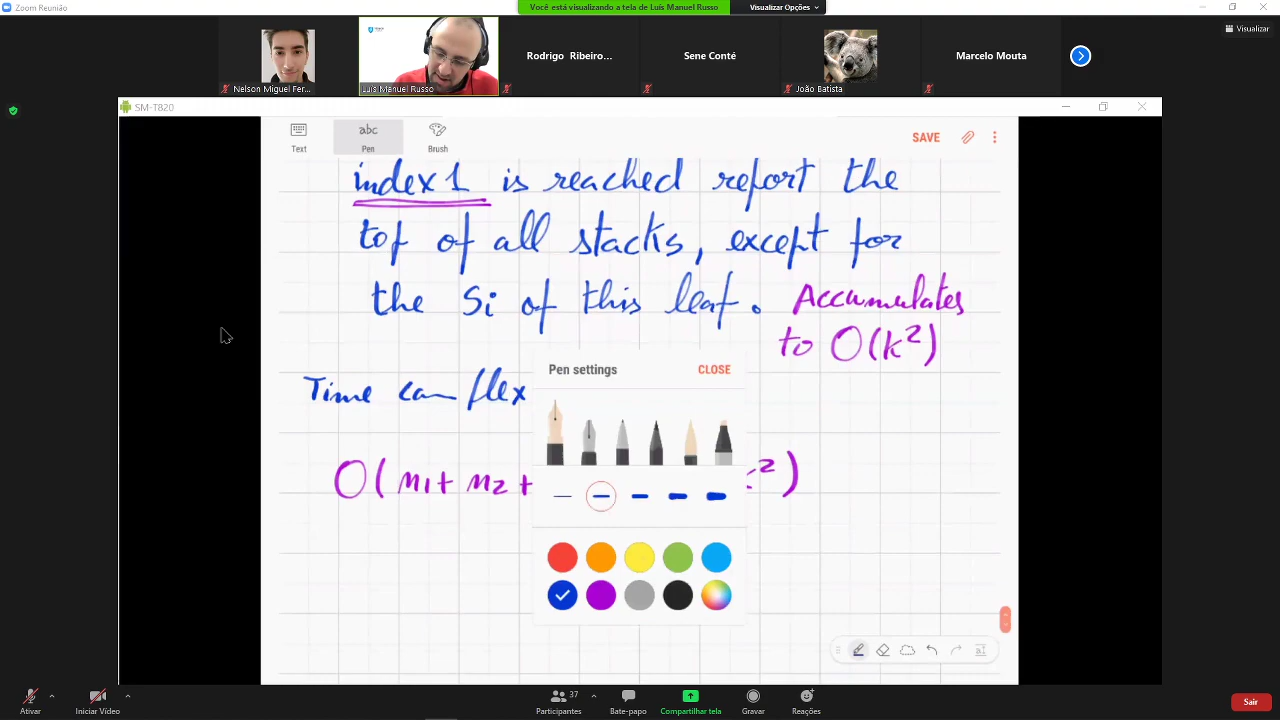 Zoom Reunião
Você está visualizando a tela de Luís Manuel Russo
Visualizar Opções
Visualizar
Nelson Miguel Fer...
Luís Manuel Russo
Rodrigo Ribeiro...
Sene Conté
João Batista
Marcelo Mouta
SM-T820
Text
abc
Pen
Brush
SAVE
index 1 is reached report the
top of all stacks, except for
the Si of this leaf. Accumulates
to O(k²)
Time can flex
O(m1 + m2 +
²)
Pen settings
CLOSE
Ativar
Iniciar Vídeo
37
Participantes
Bate-papo
Compartilhar tela
Gravar
Reações
Sair